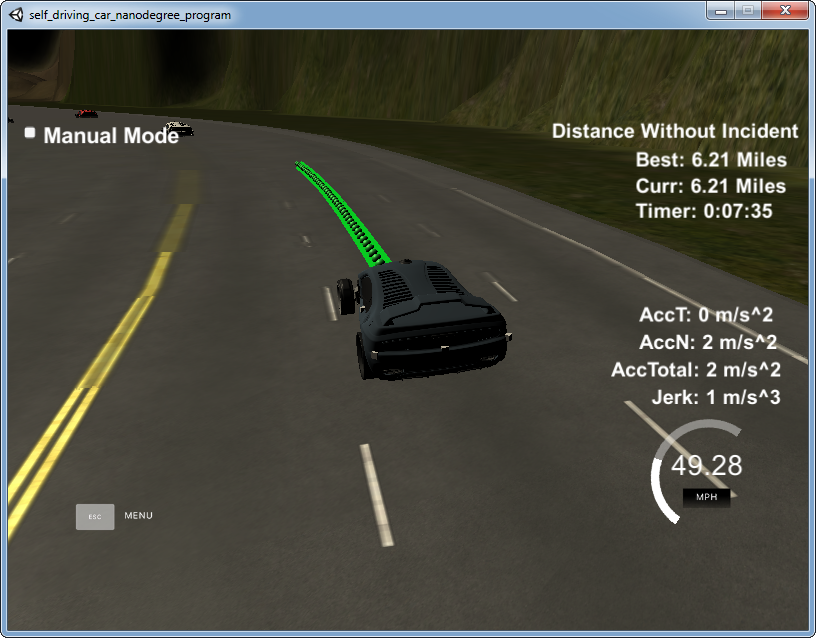 self_driving_car_nanodegree_program
Manual Mode
Distance Without Incident
Best: 6.21 Miles
Curr: 6.21 Miles
Timer: 0:07:35
AccT: 0 m/s^2
AccN: 2 m/s^2
AccTotal: 2 m/s^2
Jerk: 1 m/s^3
49.28
MPH
ESC MENU